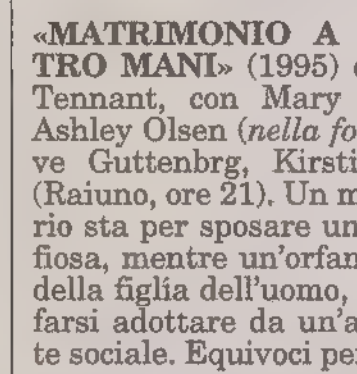 «MATRIMONIO A
TRO MANI» (1995)
Tennant, con Mary
Ashley Olsen (nella fo
ve Guttenbrg, Kirsti
(Raiuno, ore 21). Un m
rio sta per sposare un
fiosa, mentre un'orfan
della figlia dell'uomo,
farsi adottare da un'a
te sociale. Equivoci pe